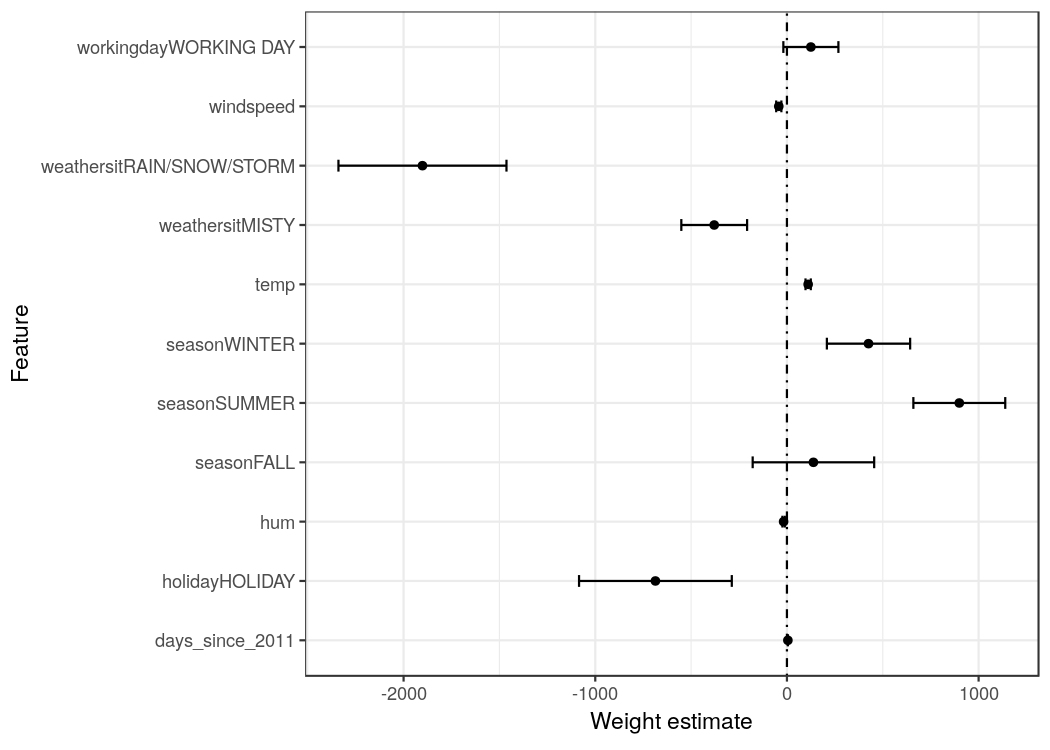 workingdayWORKING DAY
windspeed
weathersitRAIN/SNOW/STORM
weathersitMISTY
temp
seasonWINTER
seasonSUMMER
seasonFALL
hum
holidayHOLIDAY
days_since_2011
Feature
-2000 -1000 0 1000
Weight estimate